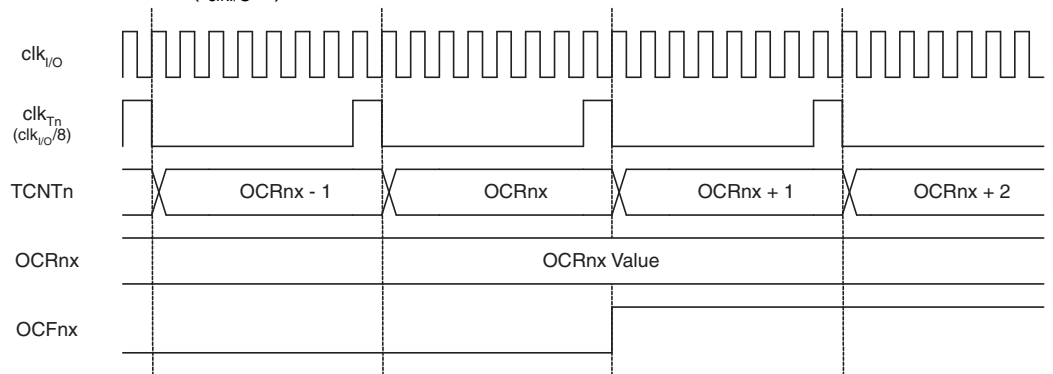 clkI/O
clkTn
(clkI/O/8)
TCNTn OCRnx - 1 OCRnx OCRnx + 1 OCRnx + 2
OCRnx OCRnx Value
OCFnx